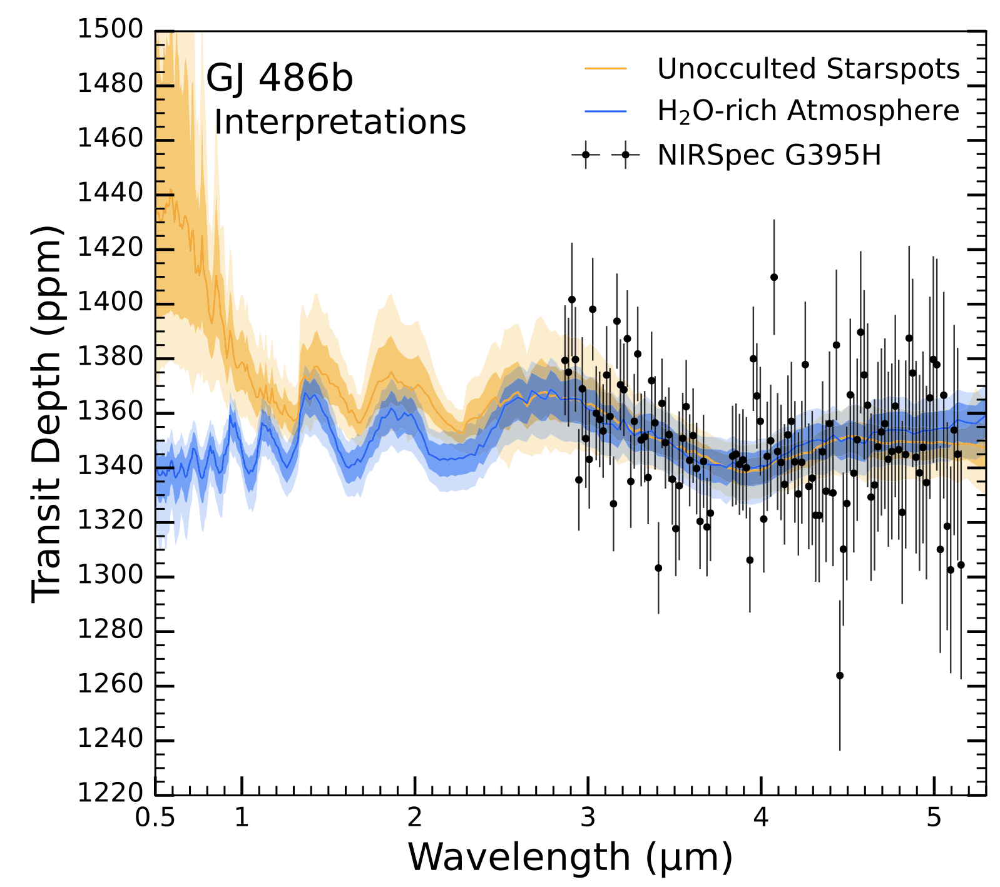 GJ 486b
Interpretations
Unocculted Starspots
H₂O-rich Atmosphere
NIRSpec G395H
Transit Depth (ppm)
1500
1480
1460
1440
1420
1400
1380
1360
1340
1320
1300
1280
1260
1240
1220
0.5 1 2 3 4 5
Wavelength (μm)